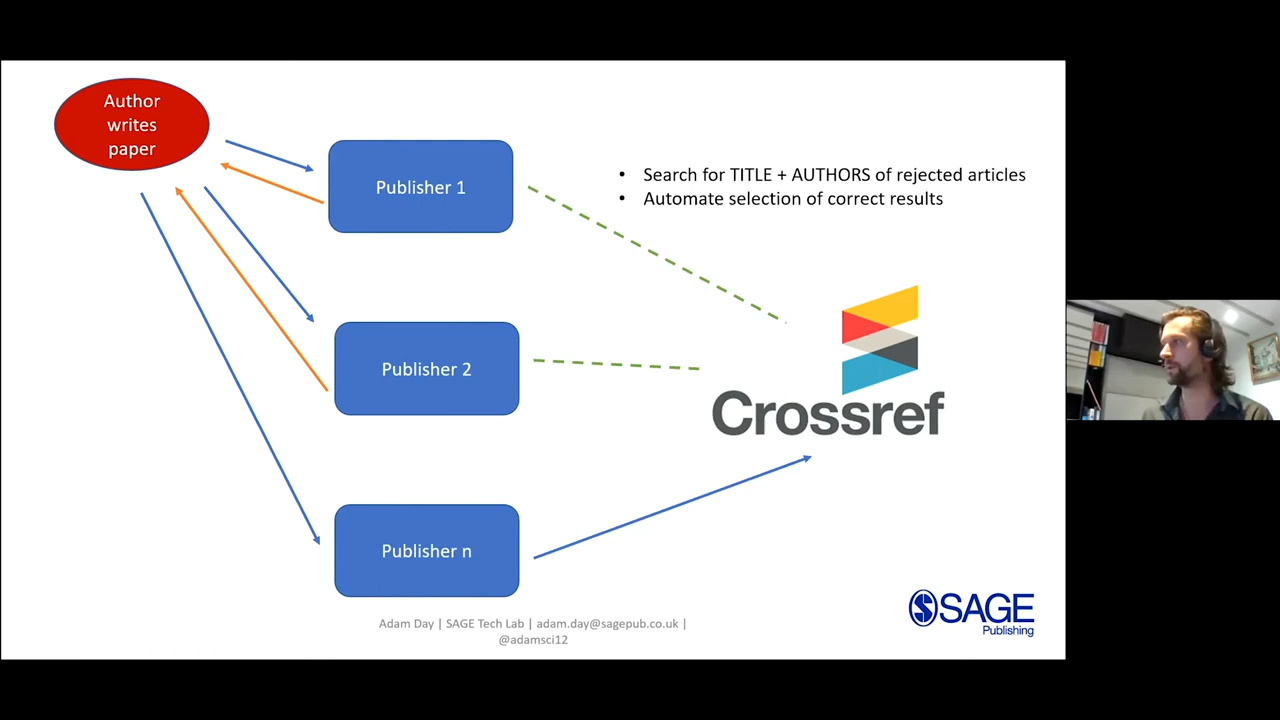 Author
writes
paper
Publisher 1
• Search for TITLE + AUTHORS of rejected articles
• Automate selection of correct results
Publisher 2
Crossref
Publisher n
SAGE
Publishing
Adam Day | SAGE Tech Lab | adam.day@sagepub.co.uk |
@adamsci12